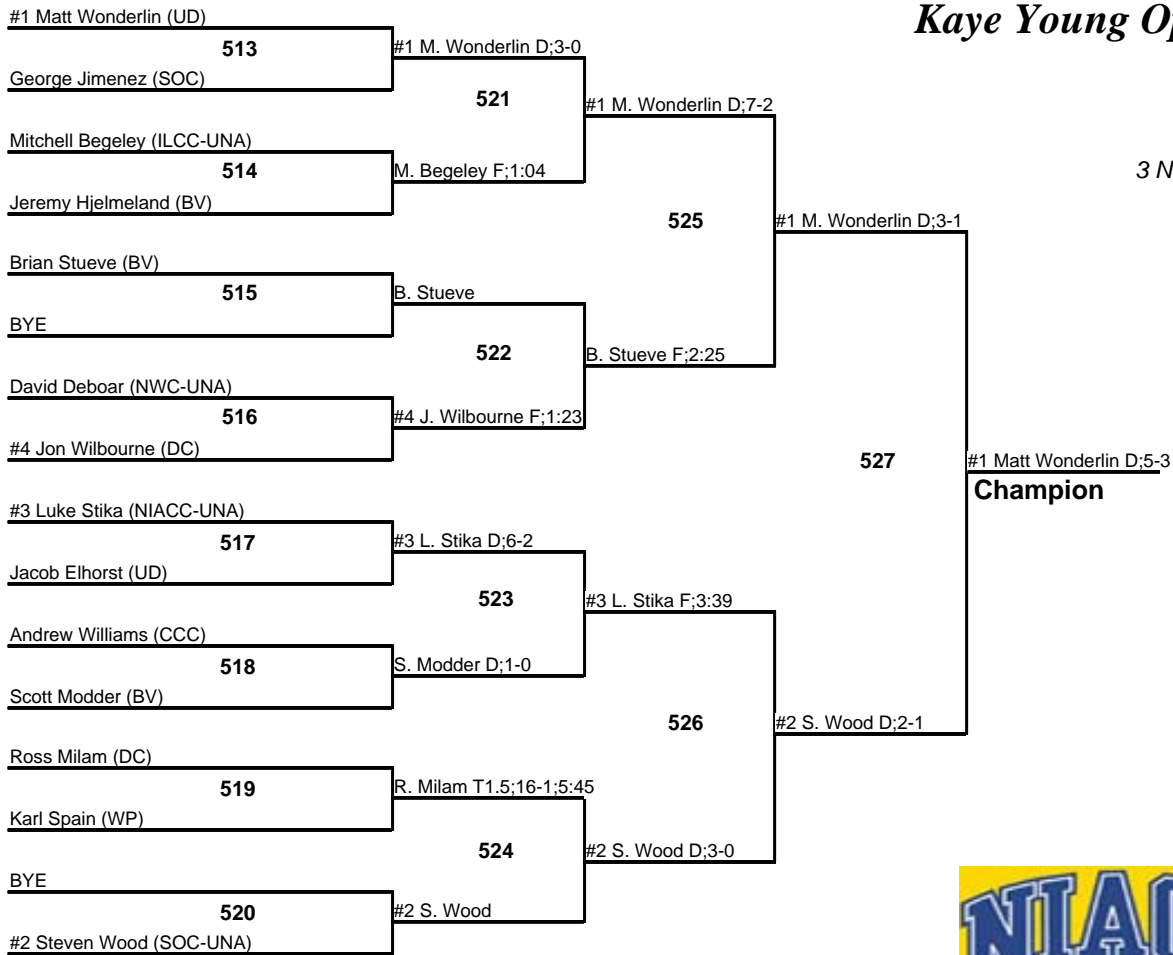 #1 Matt Wonderlin (UD)
Kaye Young Op
513
#1 M. Wonderlin D;3-0
George Jimenez (SOC)
521
#1 M. Wonderlin D;7-2
Mitchell Begeley (ILCC-UNA)
514
M. Begeley F;1:04
3 N
Jeremy Hjelmeland (BV)
525
#1 M. Wonderlin D;3-1
Brian Stueve (BV)
515
B. Stueve
BYE
522
B. Stueve F;2:25
David Deboar (NWC-UNA)
516
#4 J. Wilbourne F;1:23
#4 Jon Wilbourne (DC)
527
#1 Matt Wonderlin D;5-3
Champion
#3 Luke Stika (NIACC-UNA)
517
#3 L. Stika D;6-2
Jacob Elhorst (UD)
523
#3 L. Stika F;3:39
Andrew Williams (CCC)
518
S. Modder D;1-0
Scott Modder (BV)
526
#2 S. Wood D;2-1
Ross Milam (DC)
519
R. Milam T1.5;16-1;5:45
Karl Spain (WP)
524
#2 S. Wood D;3-0
BYE
520
#2 S. Wood
#2 Steven Wood (SOC-UNA)
NIAC